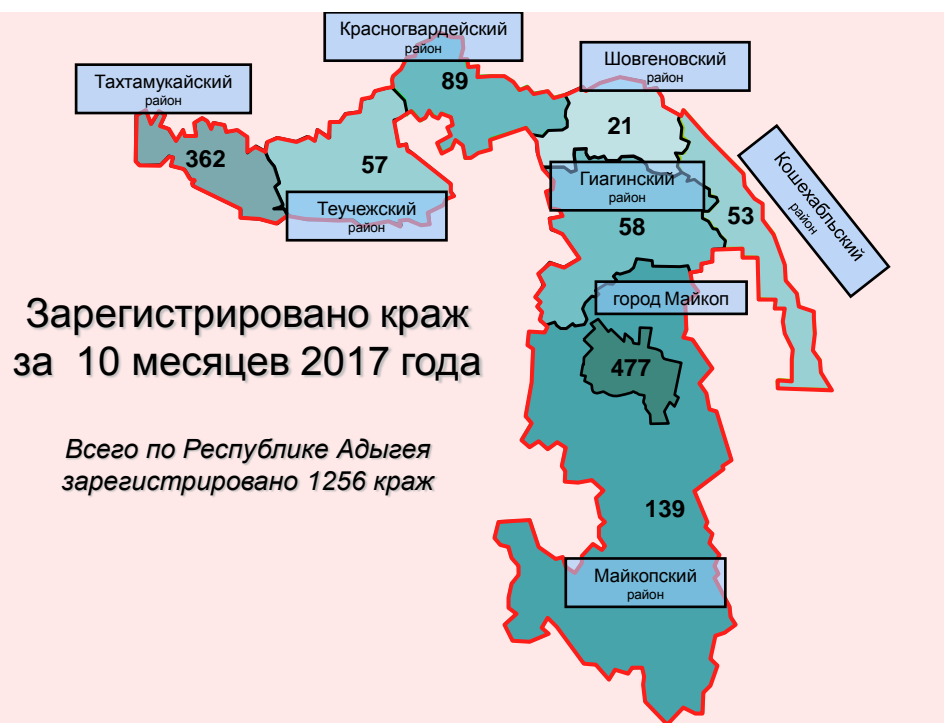 Красногвардейский
район
89
Шовгеновский
район
21
Тахтамукайский
район
362
57
Теучежский
район
Гиагинский
район
58
Кошехабльский
район
53
город Майкоп
477
Зарегистрировано краж
за 10 месяцев 2017 года
Всего по Республике Адыгея
зарегистрировано 1256 краж
139
Майкопский
район